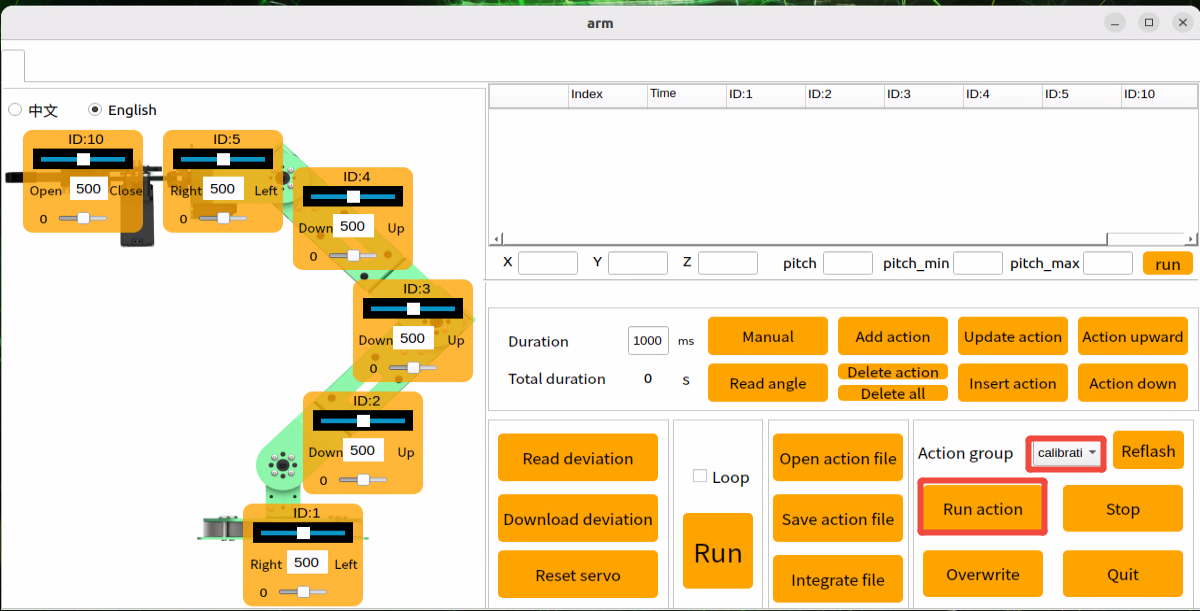 arm
中文 English
Index Time ID:1 ID:2 ID:3 ID:4 ID:5 ID:10
ID:10
Open 500 Close
0
ID:5
Right 500 Left
0
ID:4
Down 500 Up
0
ID:3
Down 500 Up
0
ID:2
Down 500 Up
0
ID:1
Right 500 Left
0
X Y Z pitch pitch_min pitch_max run
Duration 1000 ms
Total duration 0 s
Manual Add action Update action Action upward
Read angle Delete action Insert action Action down
Delete all
Read deviation
Download deviation
Reset servo
Loop
Run
Open action file
Save action file
Integrate file
Action group calibrati Reflash
Run action Stop
Overwrite Quit